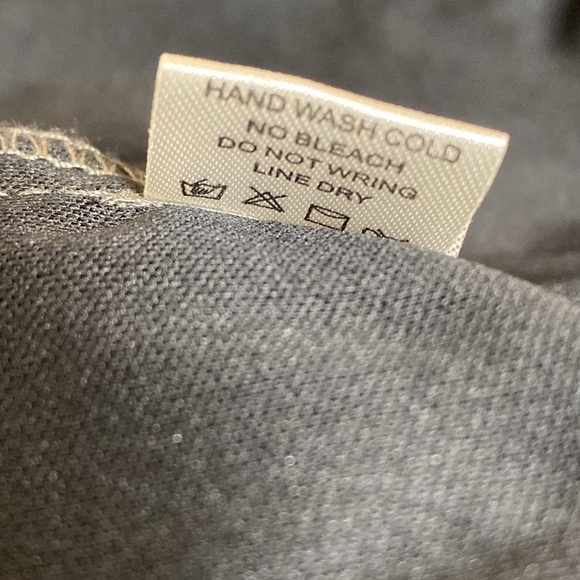 HAND WASH COLD
NO BLEACH
DO NOT WRING
LINE DRY